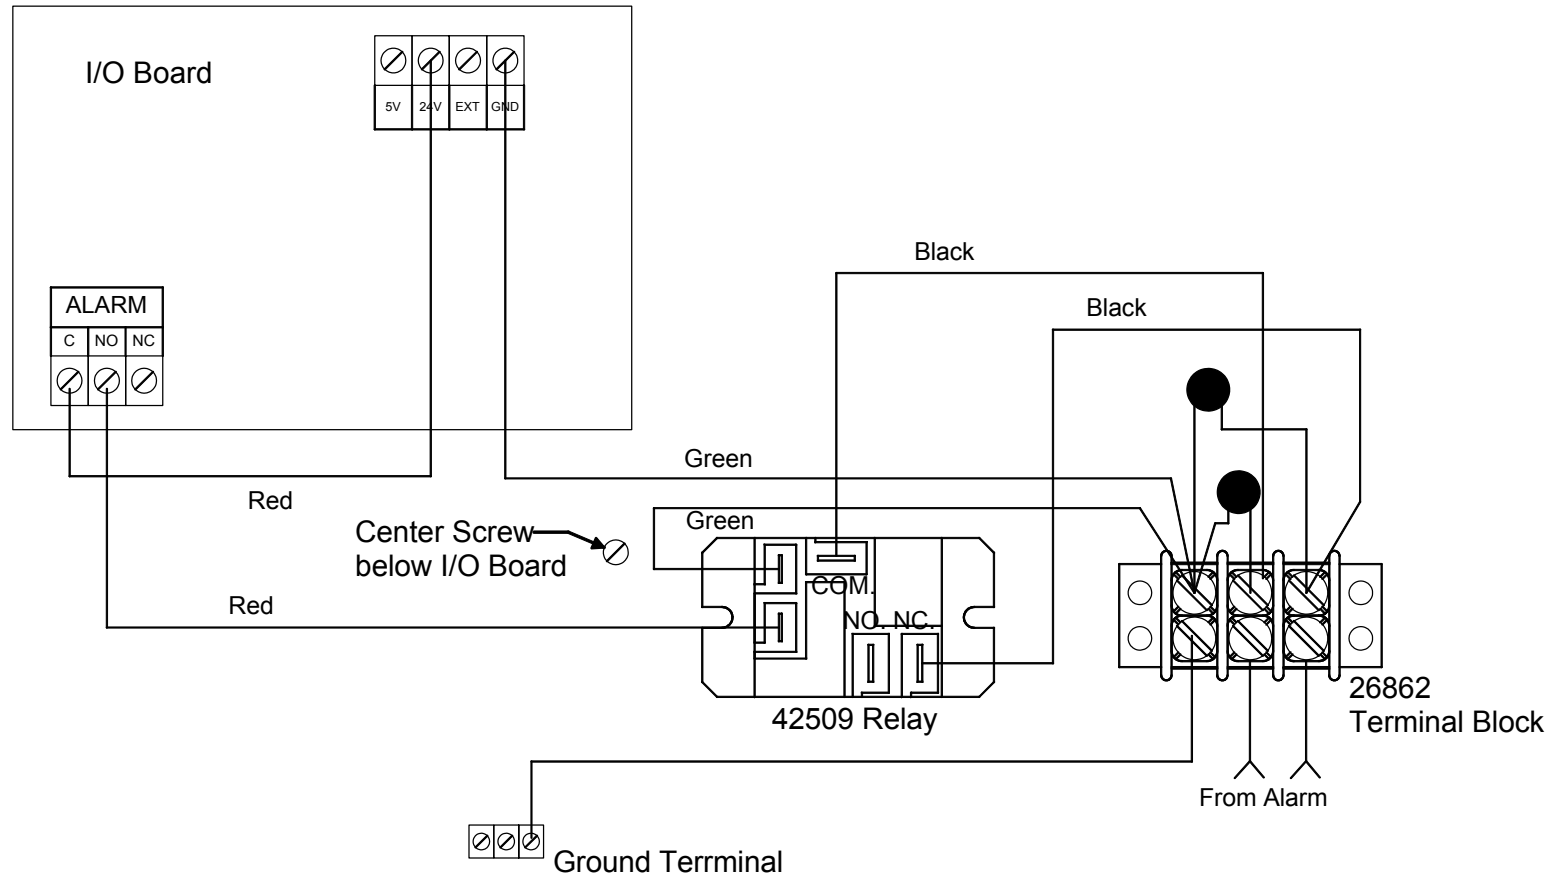 I/O Board
5V 24V EXT GND
ALARM
C NO NC
Black
Black
Green
Red
Center Screw
below I/O Board
Green
COM.
Red
NO. NC.
42509 Relay
26862
Terminal Block
From Alarm
Ground Terrminal